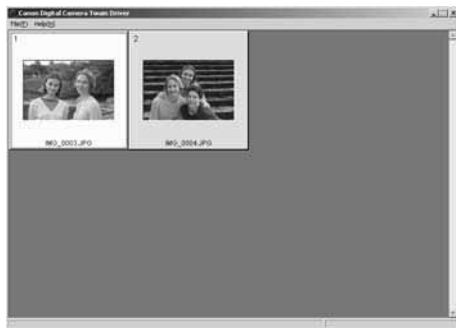 Canon Digital Camera Twain Driver
File(F) Help(H)
1
2
IMG_0003.JPG
IMG_0004.JPG